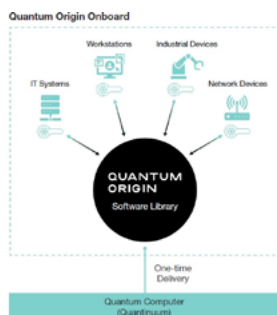 Quantum Origin Onboard
Workstations
Industrial Devices
IT Systems
Network Devices
QUANTUM
ORIGIN
Software Library
One-time
Delivery
Quantum Computer
(Quantinuum)